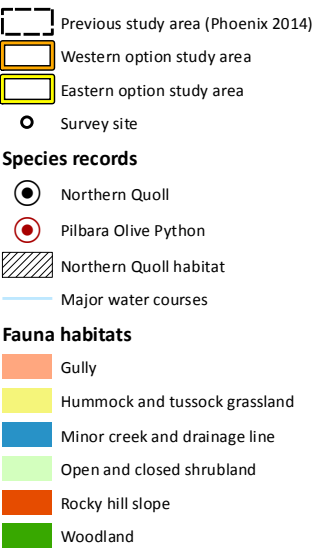 Previous study area (Phoenix 2014)
Western option study area
Eastern option study area
Survey site
Species records
Northern Quoll
Pilbara Olive Python
Northern Quoll habitat
Major water courses
Fauna habitats
Gully
Hummock and tussock grassland
Minor creek and drainage line
Open and closed shrubland
Rocky hill slope
Woodland